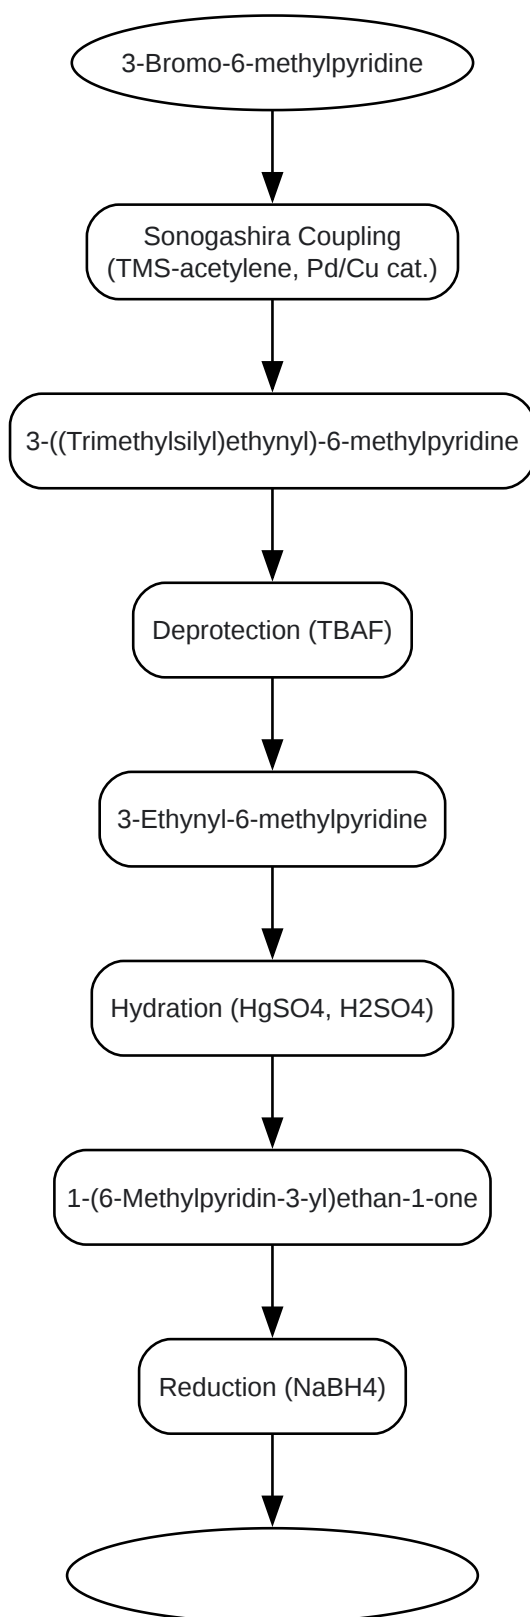 3-Bromo-6-methylpyridine
Sonogashira Coupling
(TMS-acetylene, Pd/Cu cat.)
3-((Trimethylsilyl)ethynyl)-6-methylpyridine
Deprotection (TBAF)
3-Ethynyl-6-methylpyridine
Hydration (HgSO4, H2SO4)
1-(6-Methylpyridin-3-yl)ethan-1-one
Reduction (NaBH4)